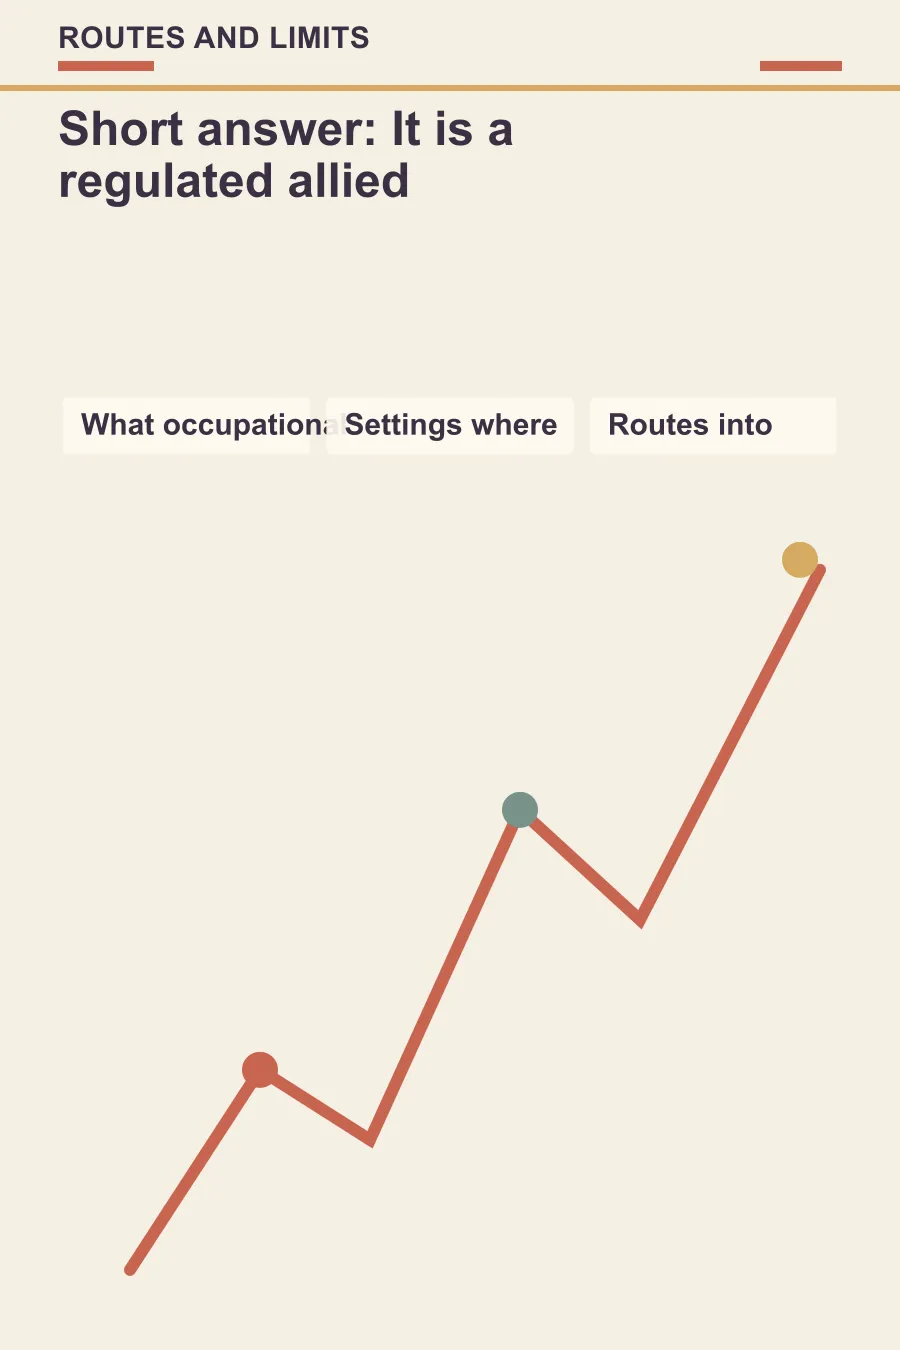 ROUTES AND LIMITS
Short answer: It is a
regulated allied
What occupational
Settings where
Routes into